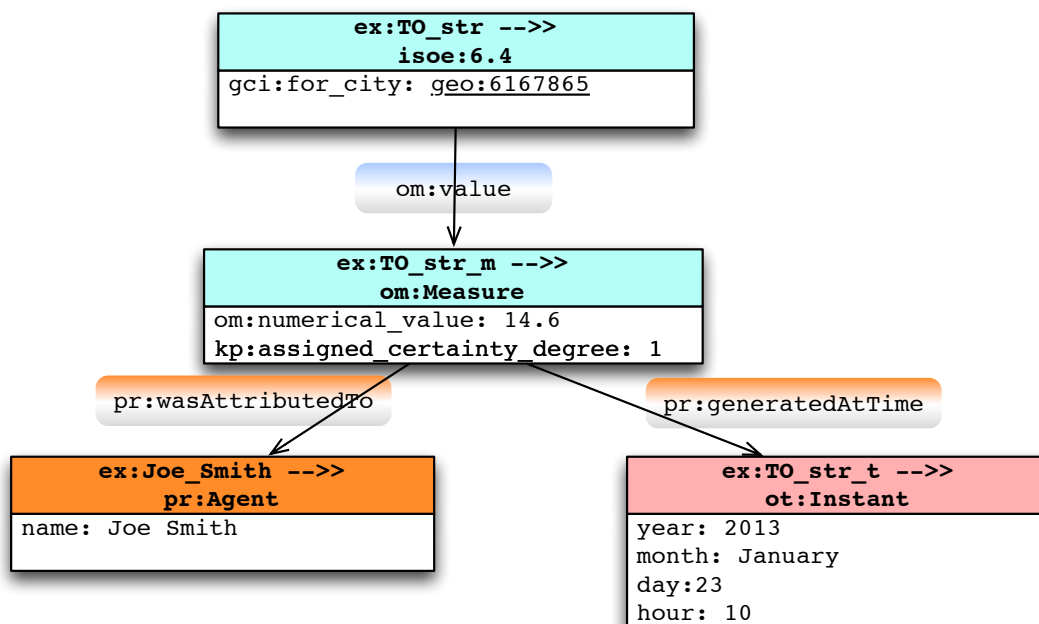 ex:TO_str -->>
isoe:6.4
gci:for_city: geo:6167865
om:value
ex:TO_str_m -->>
om:Measure
om:numerical_value: 14.6
kp:assigned_certainty_degree: 1
pr:wasAttributedTo
pr:generatedAtTime
ex:Joe_Smith -->>
pr:Agent
name: Joe Smith
ex:TO_str_t -->>
ot:Instant
year: 2013
month: January
day:23
hour: 10